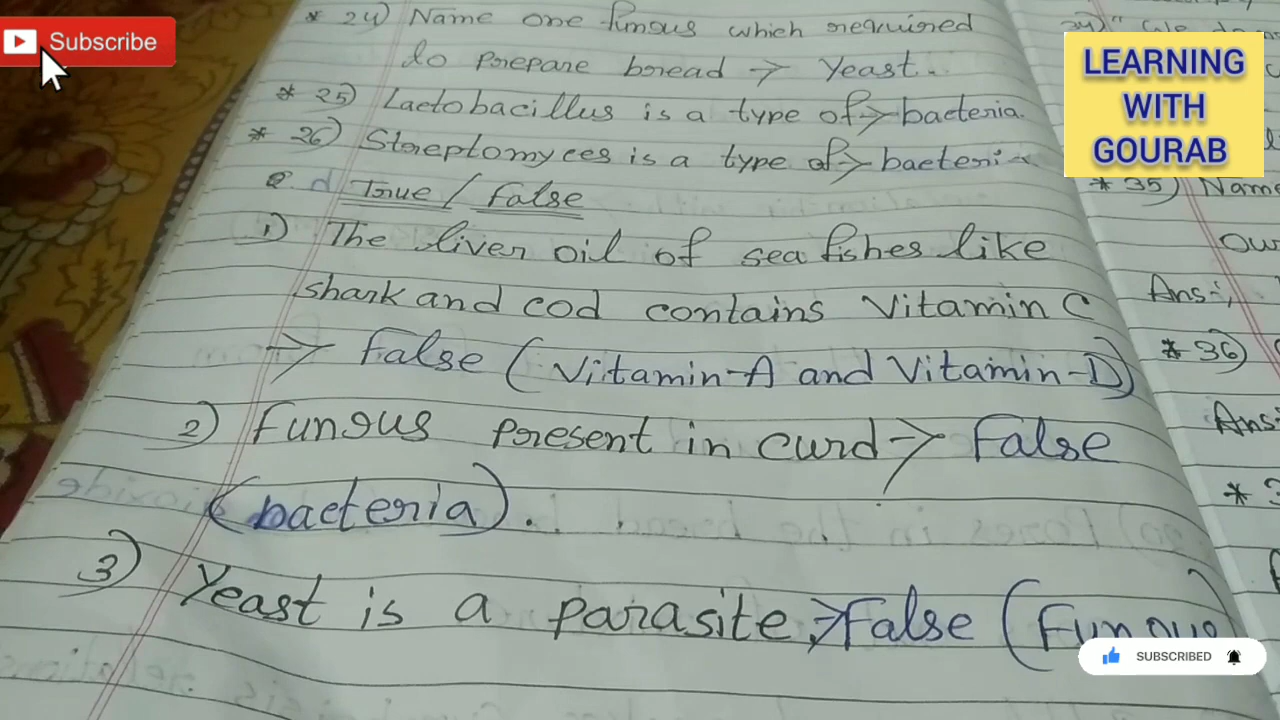 Subscribe
LEARNING
WITH
GOURAB
* 24) Name one fungus which required
to prepare bread → Yeast.
* 25) Lactobacillus is a type of → bacteria.
* 26) Streptomyces is a type of → bacteria
Q. d True / False
1) The liver oil of sea fishes like
shark and cod contains Vitamin C
→ False (Vitamin-A and Vitamin-D)
2) Fungus present in curd → False
(bacteria).
3) Yeast is a parasite → False (Fungus
* 35) Name
Ans:
* 36)
Ans:
SUBSCRIBED